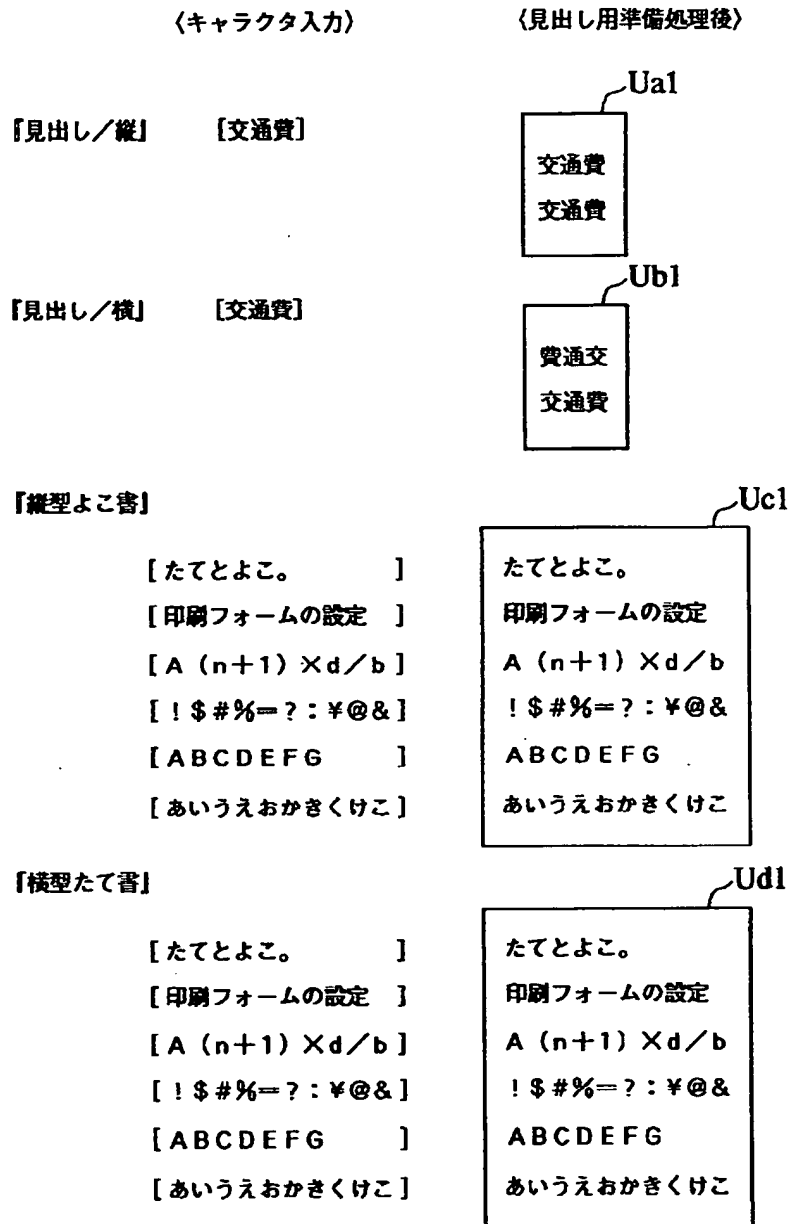 〈キャラクタ入力〉 〈見出し用準備処理後〉
Ua1
『見出し／縦』 [交通費] 交通費
交通費
Ub1
『見出し／横』 [交通費] 費通交
交通費
『縦型よこ書』 Uc1
[たてとよこ。 ] たてとよこ。
[印刷フォームの設定 ] 印刷フォームの設定
[A（n＋1）×d／b] A（n＋1）×d／b
[！＄＃％＝？：￥＠＆] ！＄＃％＝？：￥＠＆
[ABCDEFG ] ABCDEFG
[あいうえおかきくけこ] あいうえおかきくけこ
『横型たて書』 Ud1
[たてとよこ。 ] たてとよこ。
[印刷フォームの設定 ] 印刷フォームの設定
[A（n＋1）×d／b] A（n＋1）×d／b
[！＄＃％＝？：￥＠＆] ！＄＃％＝？：￥＠＆
[ABCDEFG ] ABCDEFG
[あいうえおかきくけこ] あいうえおかきくけこ